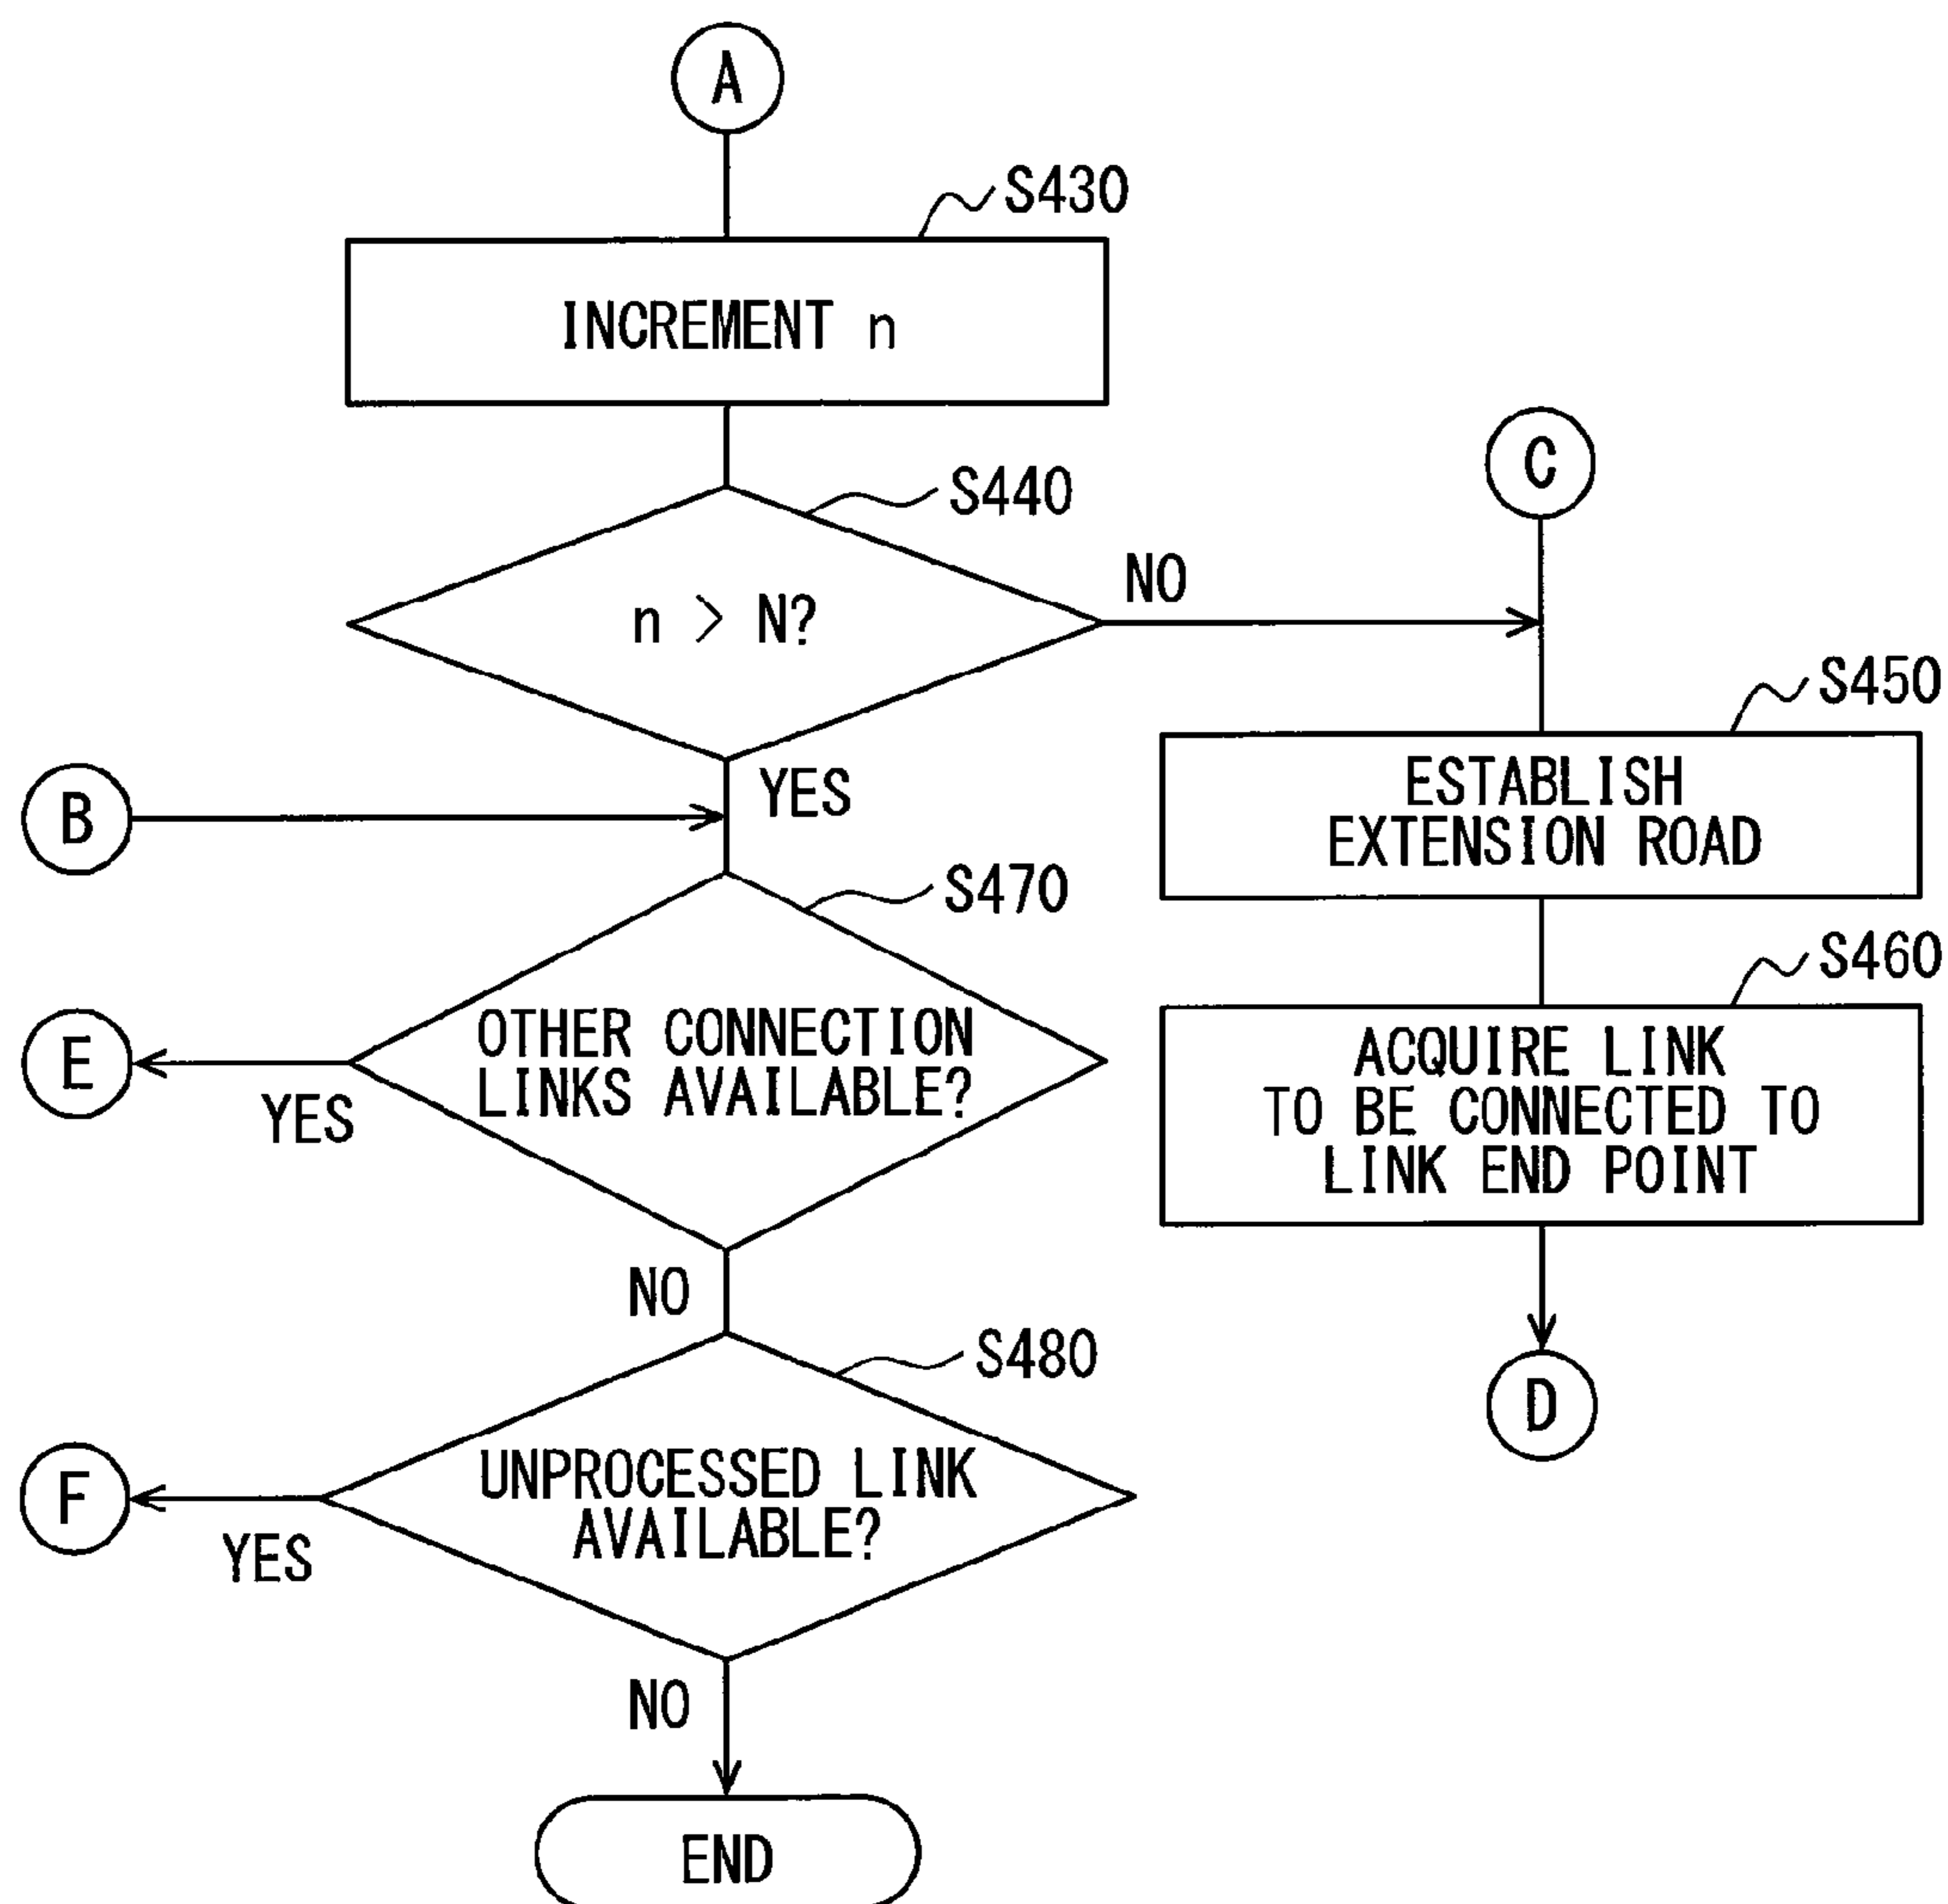 A
S430
INCREMENT n
C
S440
n > N?
NO
S450
ESTABLISH
EXTENSION ROAD
YES
B
S470
S460
OTHER CONNECTION
LINKS AVAILABLE?
E
YES
ACQUIRE LINK
TO BE CONNECTED TO
LINK END POINT
NO
S480
D
UNPROCESSED LINK
AVAILABLE?
F
YES
NO
END